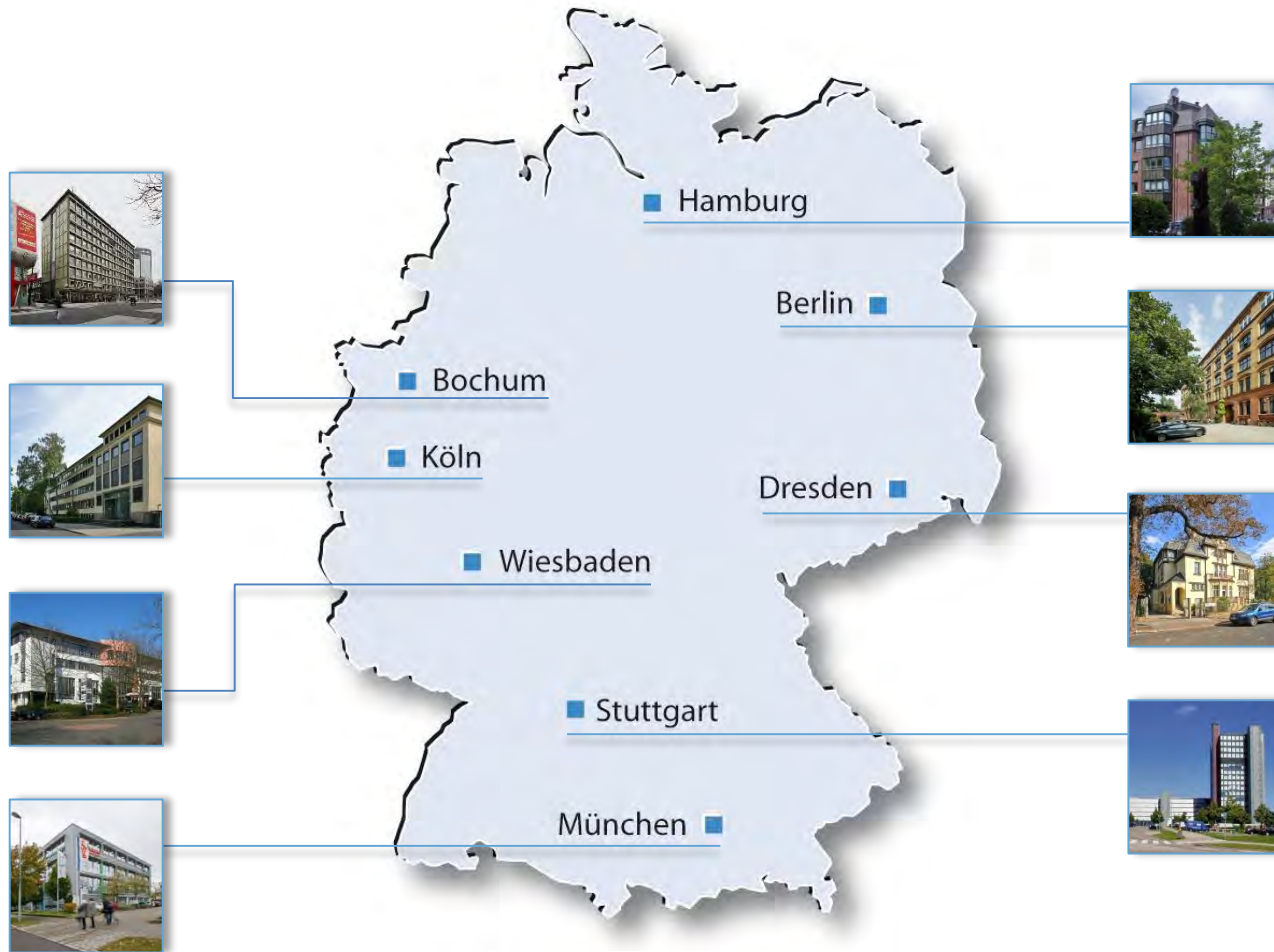 Hamburg
Berlin
Bochum
Köln
Dresden
Wiesbaden
Stuttgart
München